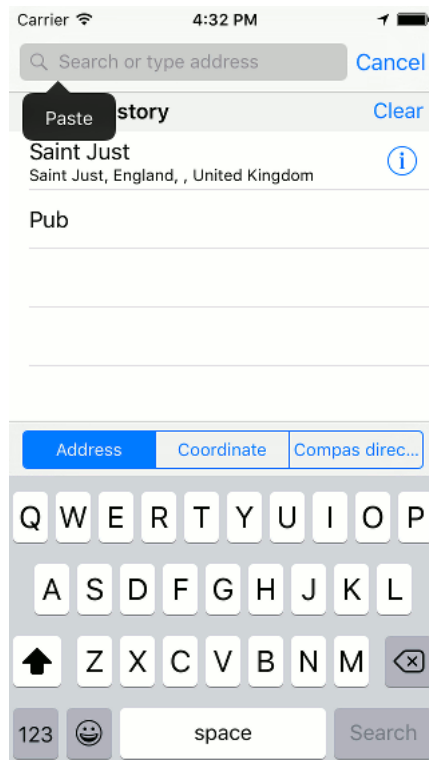 Carrier 4:32 PM
Search or type address Cancel
Paste
story Clear
Saint Just
Saint Just, England, , United Kingdom
Pub
Address Coordinate Compas direc...
Q W E R T Y U I O P
A S D F G H J K L
Z X C V B N M
123 space Search